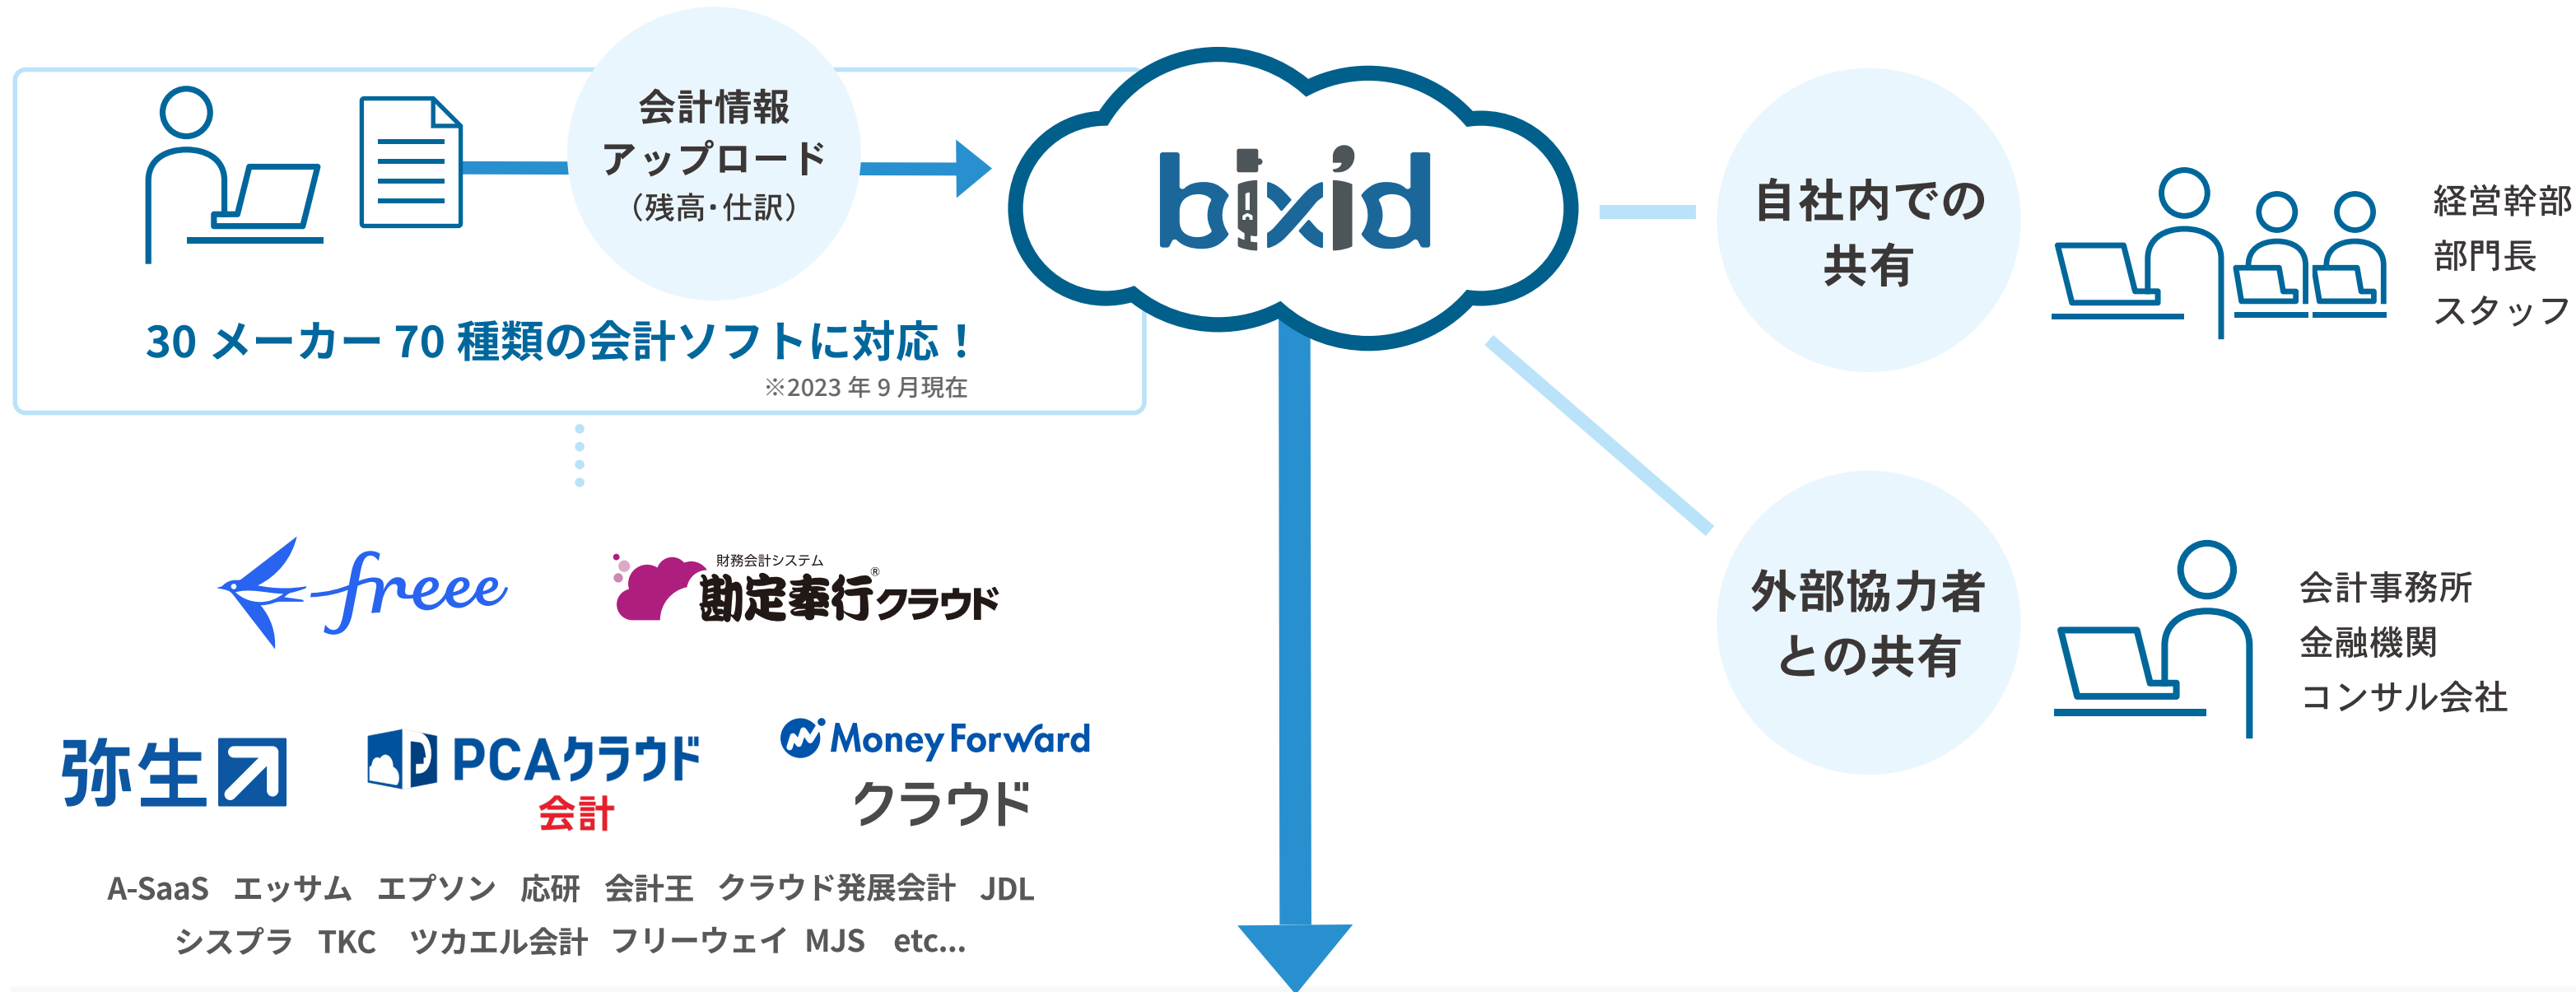 会計情報
アップロード
（残高・仕訳）
30 メーカー 70 種類の会計ソフトに対応！
※2023 年 9 月現在
bixid
自社内での
共有
経営幹部
部門長
スタッフ
外部協力者
との共有
会計事務所
金融機関
コンサル会社
freee
財務会計システム
勘定奉行クラウド®
弥生
PCAクラウド
会計
Money Forward
クラウド
A-SaaS エッサム エプソン 応研 会計王 クラウド発展会計 JDL
シスプラ TKC ツカエル会計 フリーウェイ MJS etc...